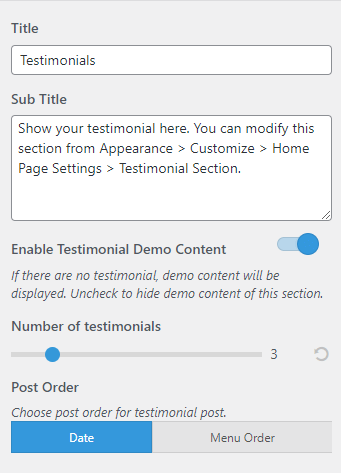 Title
Testimonials
Sub Title
Show your testimonial here. You can modify this
section from Appearance > Customize > Home
Page Settings > Testimonial Section.
Enable Testimonial Demo Content
If there are no testimonial, demo content will be
displayed. Uncheck to hide demo content of this section.
Number of testimonials
3
Post Order
Choose post order for testimonial post.
Date Menu Order